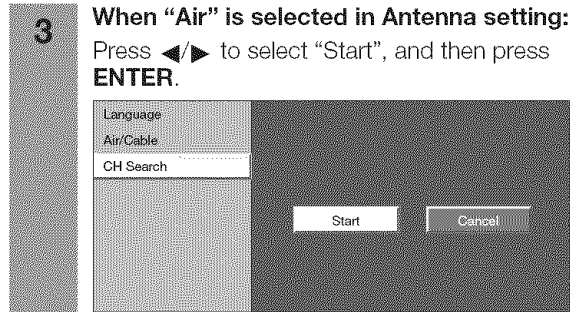 3
When “Air” is selected in Antenna setting:
Press ◀/▶ to select “Start”, and then press
ENTER.
Language
Air/Cable
CH Search
Start
Cancel